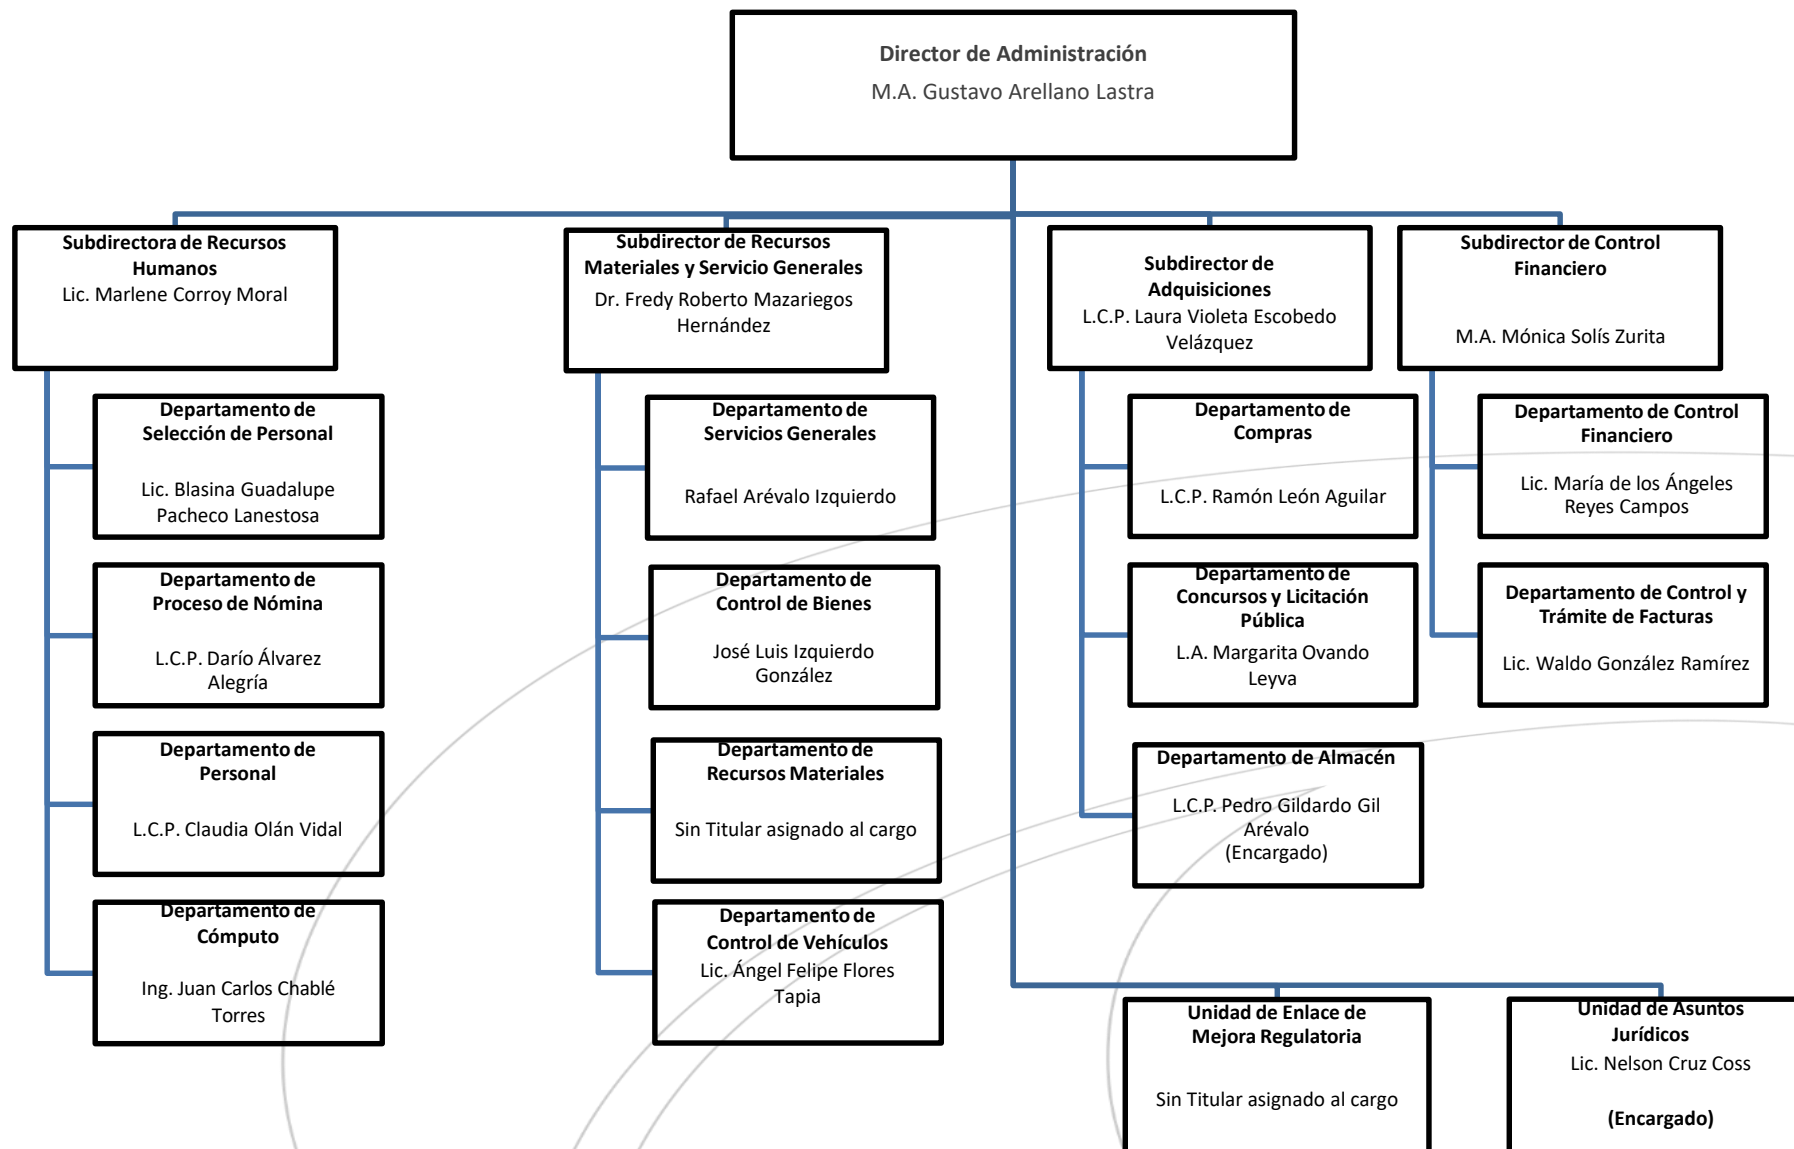 Director de Administración
M.A. Gustavo Arellano Lastra
Subdirectora de Recursos
Humanos
Lic. Marlene Corroy Moral
Subdirector de Recursos
Materiales y Servicio Generales
Dr. Fredy Roberto Mazariegos
Hernández
Subdirector de
Adquisiciones
L.C.P. Laura Violeta Escobedo
Velázquez
Subdirector de Control
Financiero
M.A. Mónica Solís Zurita
Departamento de
Selección de Personal
Lic. Blasina Guadalupe
Pacheco Lanestosa
Departamento de
Servicios Generales
Rafael Arévalo Izquierdo
Departamento de
Compras
L.C.P. Ramón León Aguilar
Departamento de Control
Financiero
Lic. María de los Ángeles
Reyes Campos
Departamento de
Proceso de Nómina
L.C.P. Darío Álvarez
Alegría
Departamento de
Control de Bienes
José Luis Izquierdo
González
Departamento de
Concursos y Licitación
Pública
L.A. Margarita Ovando
Leyva
Departamento de Control y
Trámite de Facturas
Lic. Waldo González Ramírez
Departamento de
Personal
L.C.P. Claudia Olán Vidal
Departamento de
Recursos Materiales
Sin Titular asignado al cargo
Departamento de Almacén
L.C.P. Pedro Gildardo Gil
Arévalo
(Encargado)
Departamento de
Cómputo
Ing. Juan Carlos Chablé
Torres
Departamento de
Control de Vehículos
Lic. Ángel Felipe Flores
Tapia
Unidad de Enlace de
Mejora Regulatoria
Sin Titular asignado al cargo
Unidad de Asuntos
Jurídicos
Lic. Nelson Cruz Coss
(Encargado)